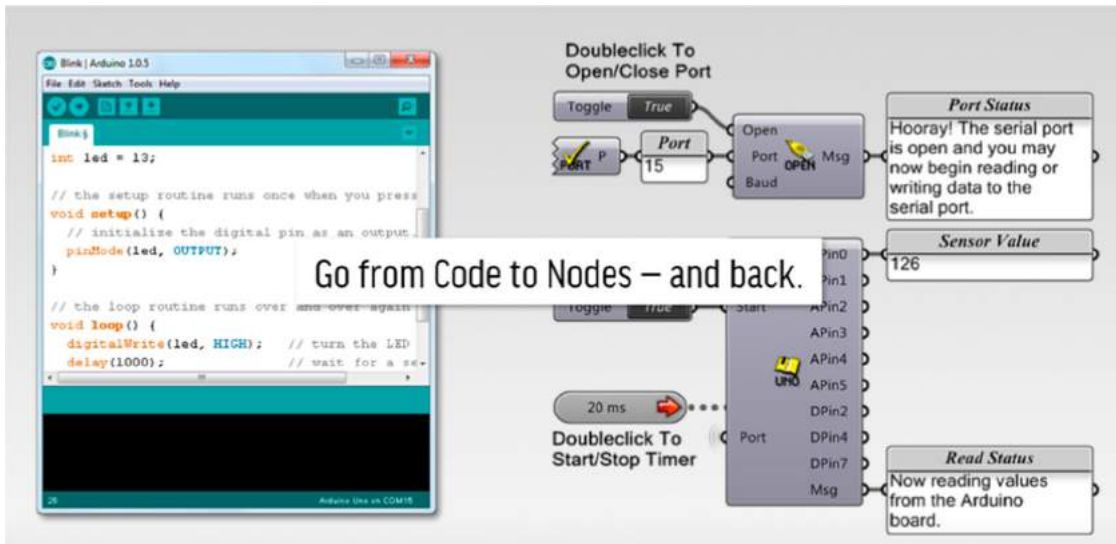 Blink | Arduino 1.0.5
File Edit Sketch Tools Help
Blink §
int led = 13;
// the setup routine runs once when you press
void setup() {
// initialize the digital pin as an output.
pinMode(led, OUTPUT);
}
// the loop routine runs over and over again
void loop() {
digitalWrite(led, HIGH); // turn the LED
delay(1000); // wait for a se
26
Arduino Uno on COM15
Go from Code to Nodes – and back.
Doubleclick To
Open/Close Port
Toggle True
PORT P
Port
15
Open
Port
Baud
OPEN
Msg
Port Status
Hooray! The serial port
is open and you may
now begin reading or
writing data to the
serial port.
Toggle True
Start
20 ms
Doubleclick To
Start/Stop Timer
Port
UNO
Pin0
Pin1
APin2
APin3
APin4
APin5
DPin2
DPin4
DPin7
Msg
Sensor Value
126
Read Status
Now reading values
from the Arduino
board.